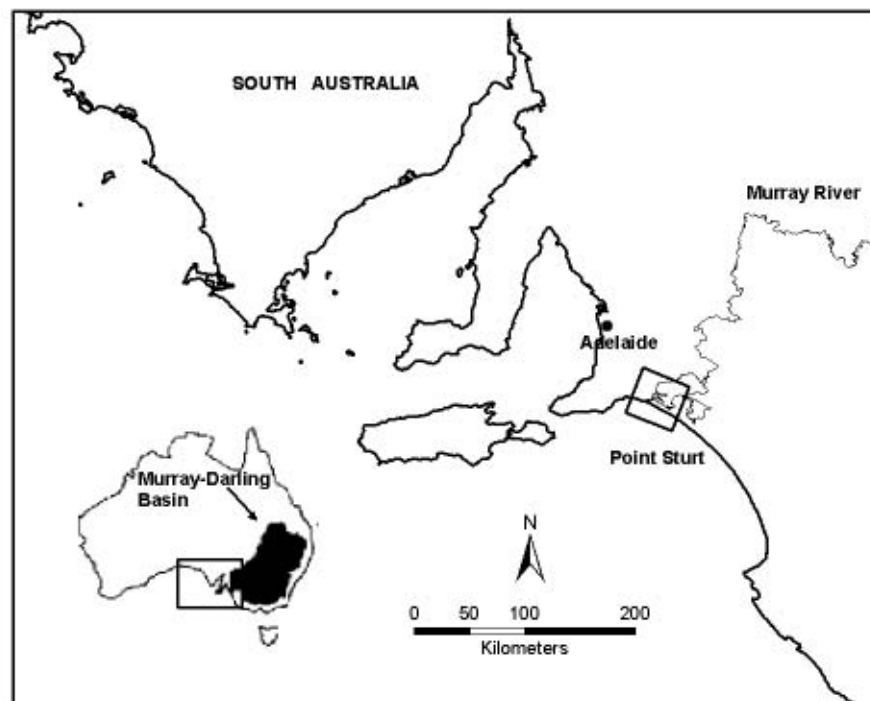 SOUTH AUSTRALIA
Murray River
Adelaide
Point Sturt
Murray-Darling
Basin
N
0 50 100 200
Kilometers